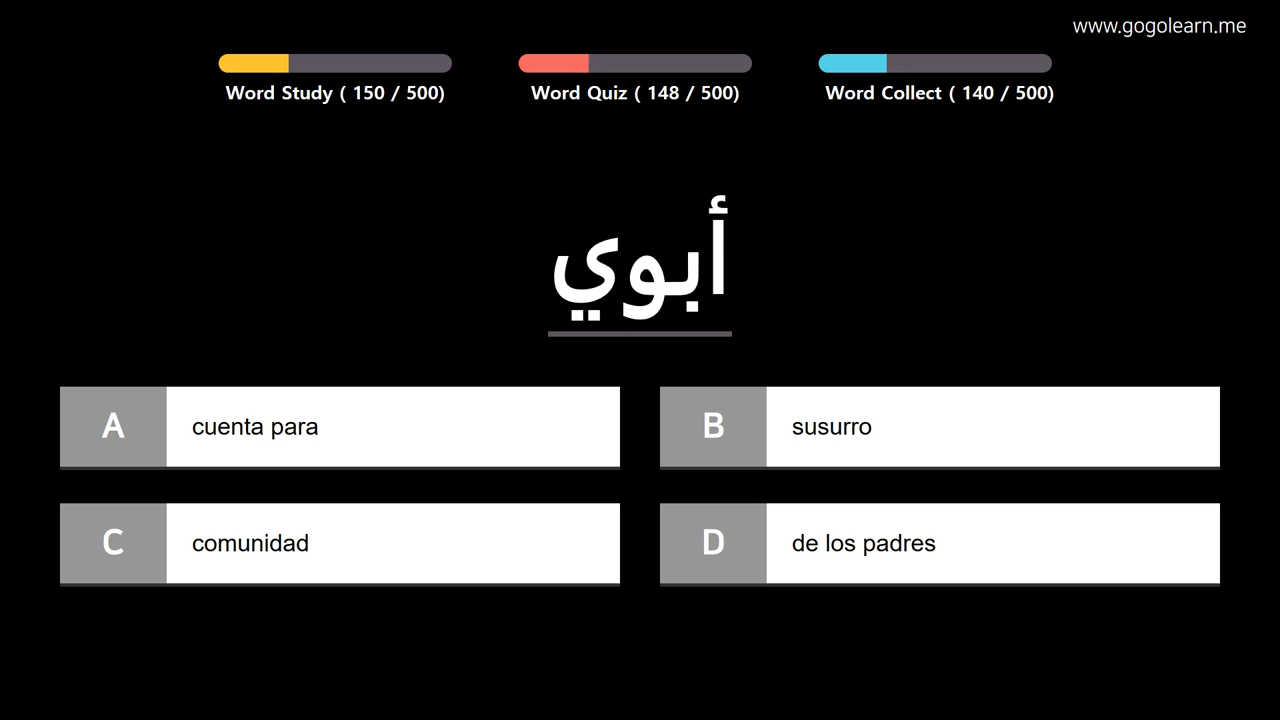 www.gogolearn.me
Word Study ( 150 / 500)
Word Quiz ( 148 / 500)
Word Collect ( 140 / 500)
أبوي
A
cuenta para
B
susurro
C
comunidad
D
de los padres